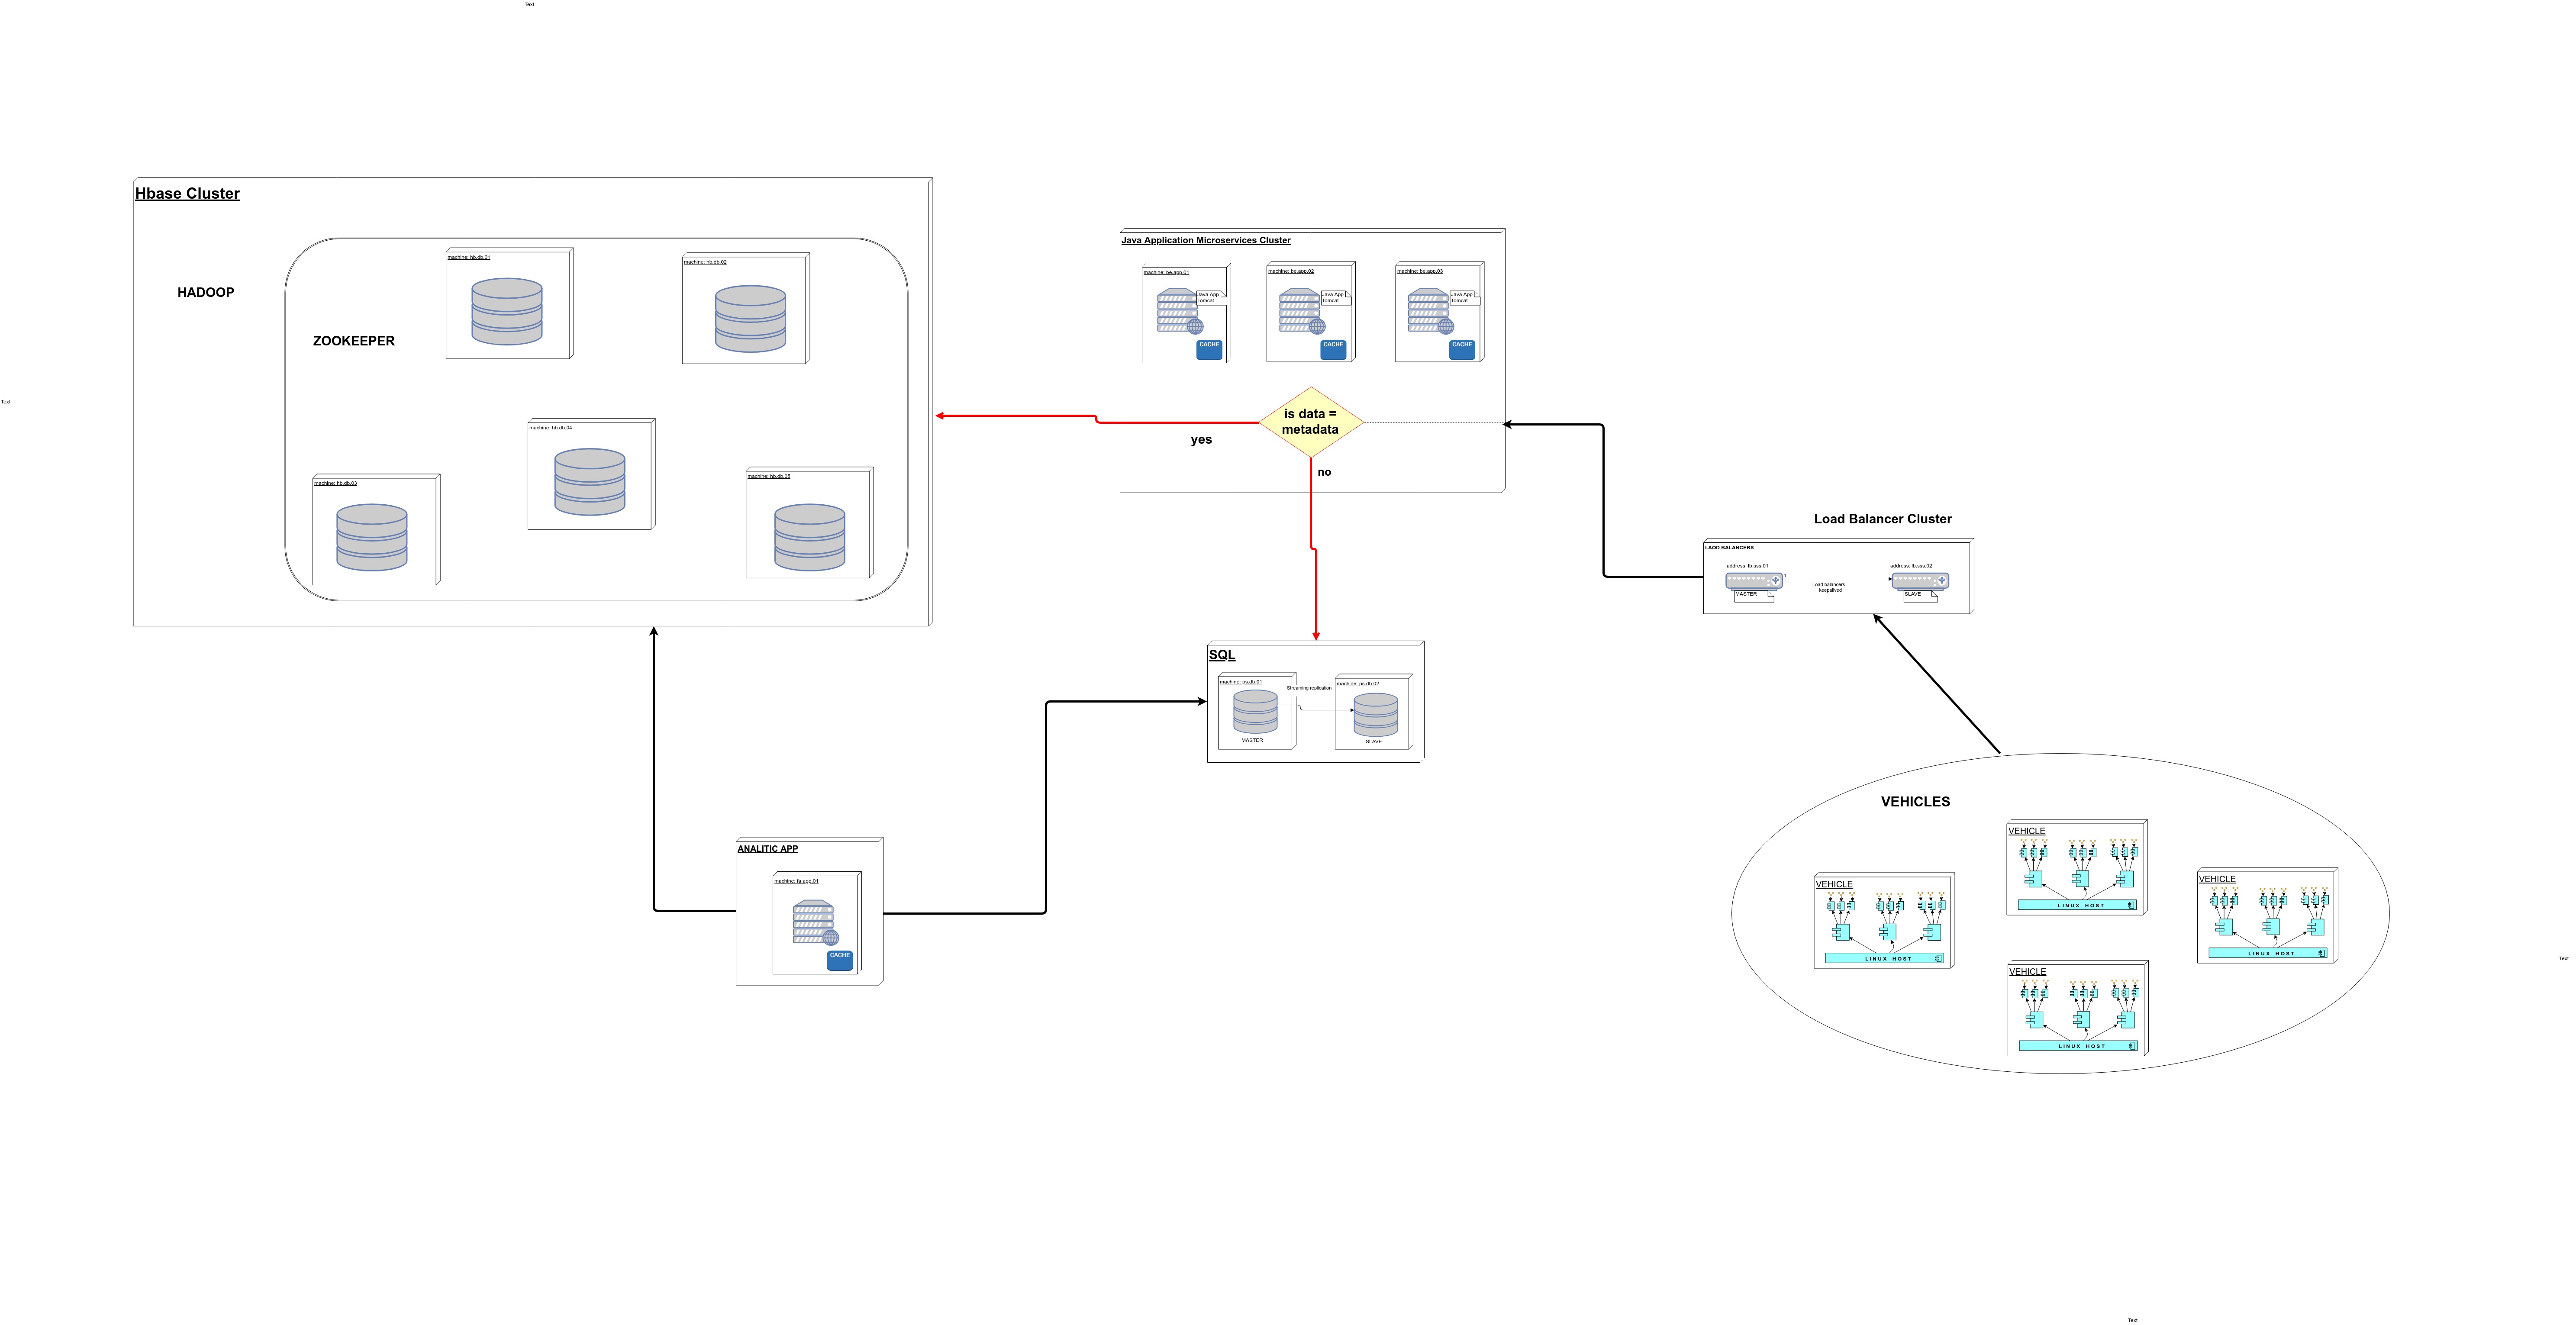 Text
Hbase Cluster
HADOOP
ZOOKEEPER
machine: hb.db.01
machine: hb.db.02
machine: hb.db.04
machine: hb.db.03
machine: hb.db.05
Text
Java Application Microservices Cluster
machine: be.app.01
Java App
Tomcat
CACHE
machine: be.app.02
Java App
Tomcat
CACHE
machine: be.app.03
Java App
Tomcat
CACHE
is data =
metadata
yes
no
Load Balancer Cluster
LAOD BALANCERS
address: lb.sss.01
MASTER
Load balancers
keepalived
address: lb.sss.02
SLAVE
SQL
machine: ps.db.01
MASTER
Streaming replication
machine: ps.db.02
SLAVE
ANALITIC APP
machine: fa.app.01
CACHE
VEHICLES
VEHICLE
LINUX HOST
VEHICLE
LINUX HOST
VEHICLE
LINUX HOST
VEHICLE
LINUX HOST
Text
Text